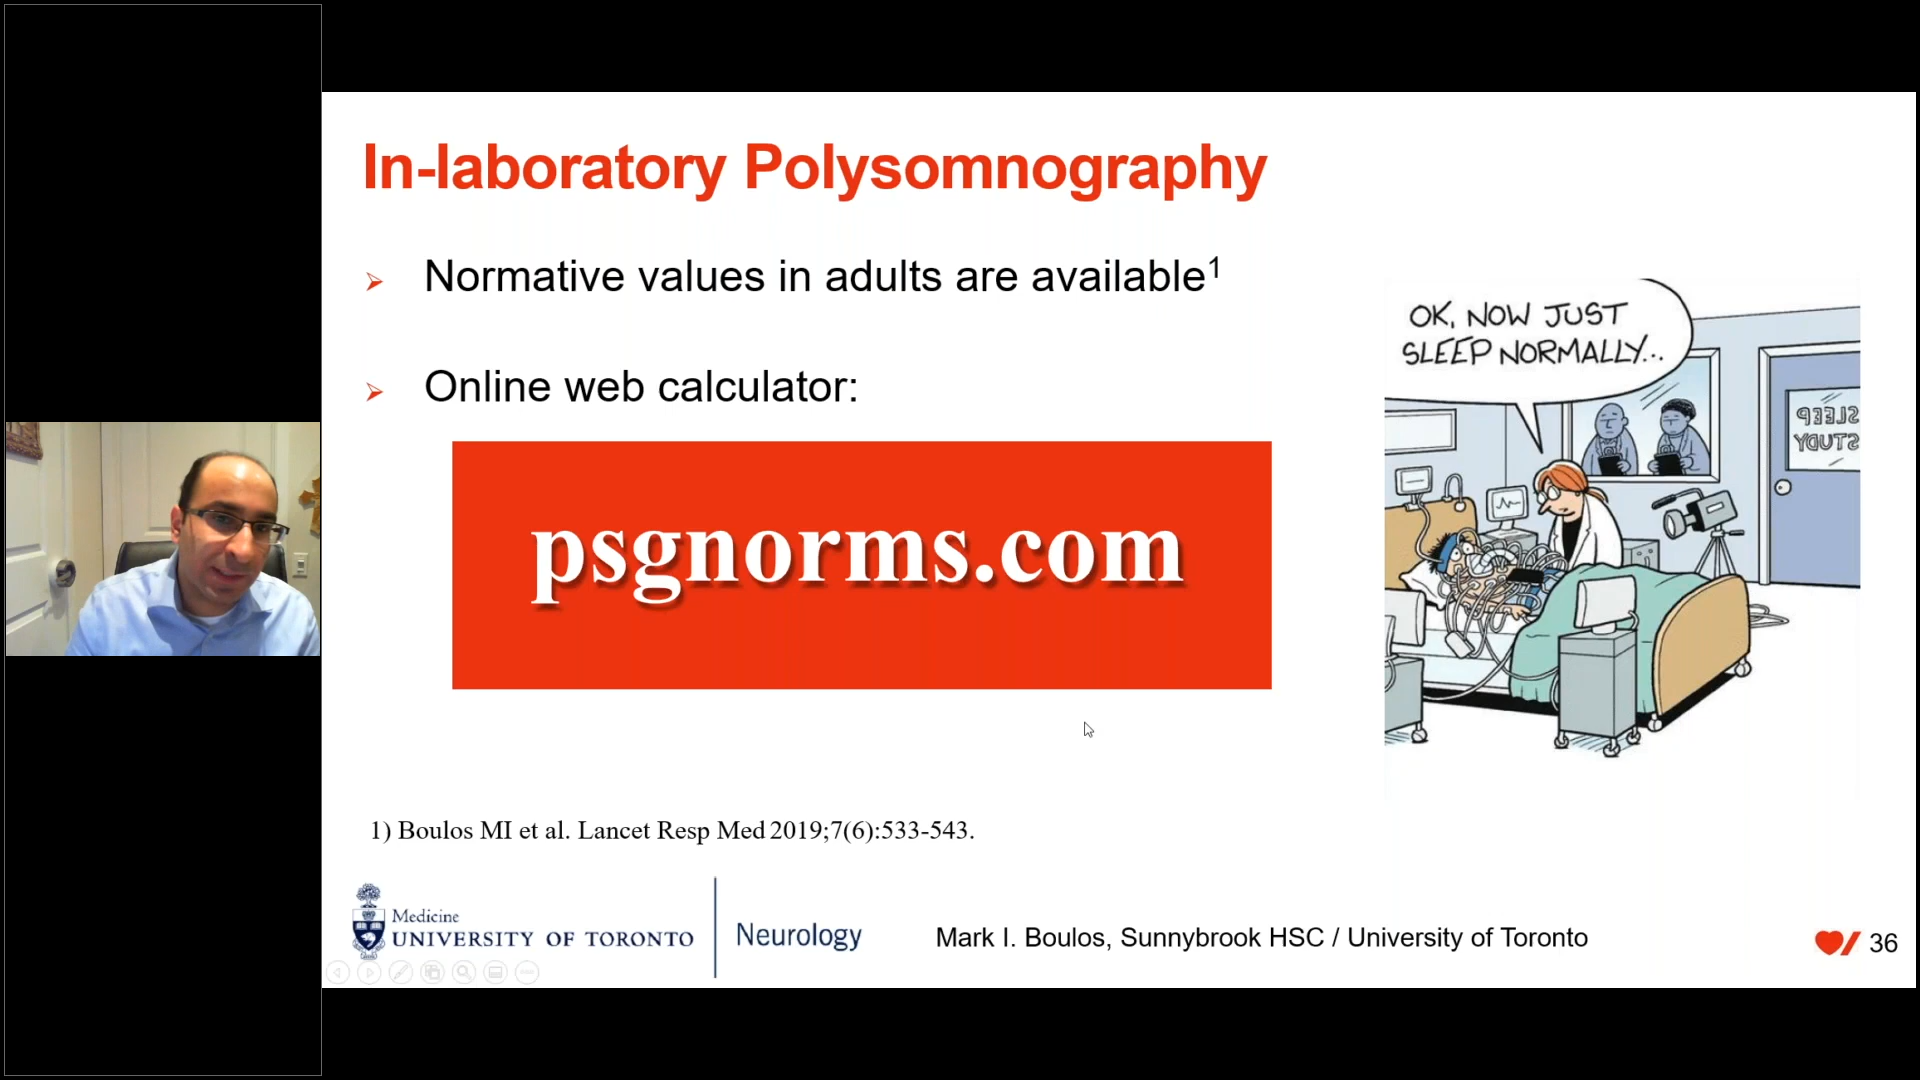 In-laboratory Polysomnography
➢ Normative values in adults are available¹
➢ Online web calculator:
psgnorms.com
OK, NOW JUST
SLEEP NORMALLY...
SLEEP
STUDY
1) Boulos MI et al. Lancet Resp Med 2019;7(6):533-543.
Medicine
UNIVERSITY OF TORONTO
Neurology
Mark I. Boulos, Sunnybrook HSC / University of Toronto
36